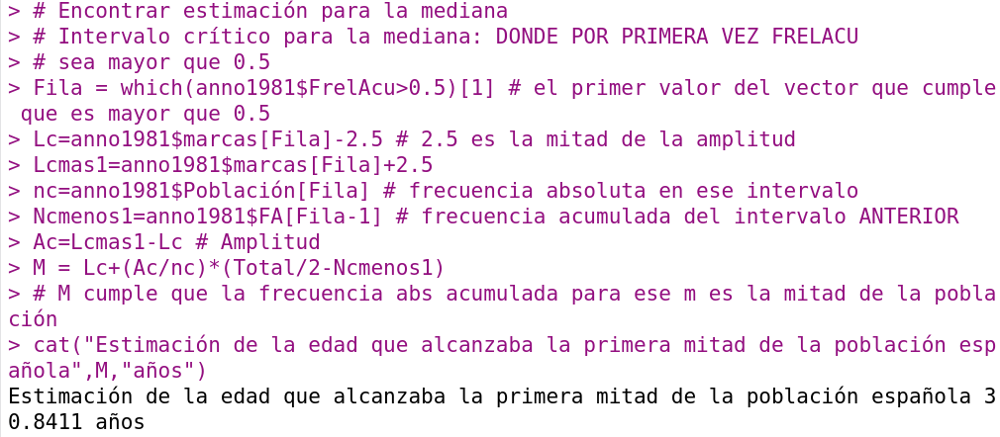 > # Encontrar estimación para la mediana
> # Intervalo crítico para la mediana: DONDE POR PRIMERA VEZ FRELACU
> # sea mayor que 0.5
> Fila = which(anno1981$FrelAcu>0.5)[1] # el primer valor del vector que cumple
 que es mayor que 0.5
> Lc=anno1981$marcas[Fila]-2.5 # 2.5 es la mitad de la amplitud
> Lcmas1=anno1981$marcas[Fila]+2.5
> nc=anno1981$Población[Fila] # frecuencia absoluta en ese intervalo
> Ncmenos1=anno1981$FA[Fila-1] # frecuencia acumulada del intervalo ANTERIOR
> Ac=Lcmas1-Lc # Amplitud
> M = Lc+(Ac/nc)*(Total/2-Ncmenos1)
> # M cumple que la frecuencia abs acumulada para ese m es la mitad de la pobla
ción
> cat("Estimación de la edad que alcanzaba la primera mitad de la población esp
añola",M,"años")
Estimación de la edad que alcanzaba la primera mitad de la población española 3
0.8411 años